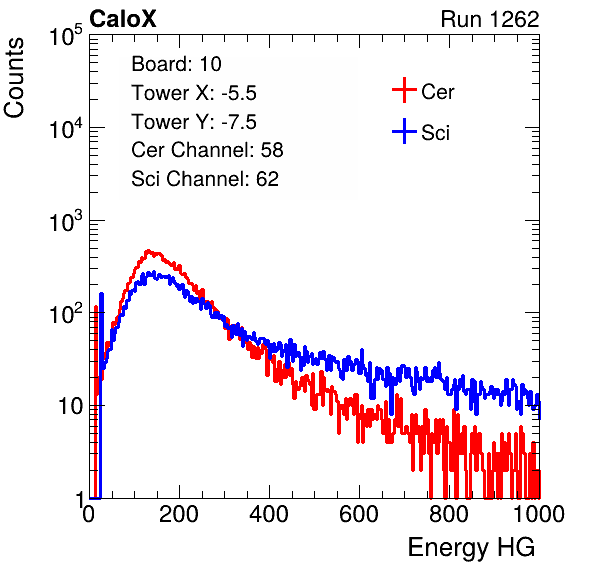 CaloX Run 1262
Counts
10^5
10^4
10^3
10^2
10
1
Board: 10
Tower X: -5.5
Tower Y: -7.5
Cer Channel: 58
Sci Channel: 62
Cer
Sci
0 200 400 600 800 1000
Energy HG